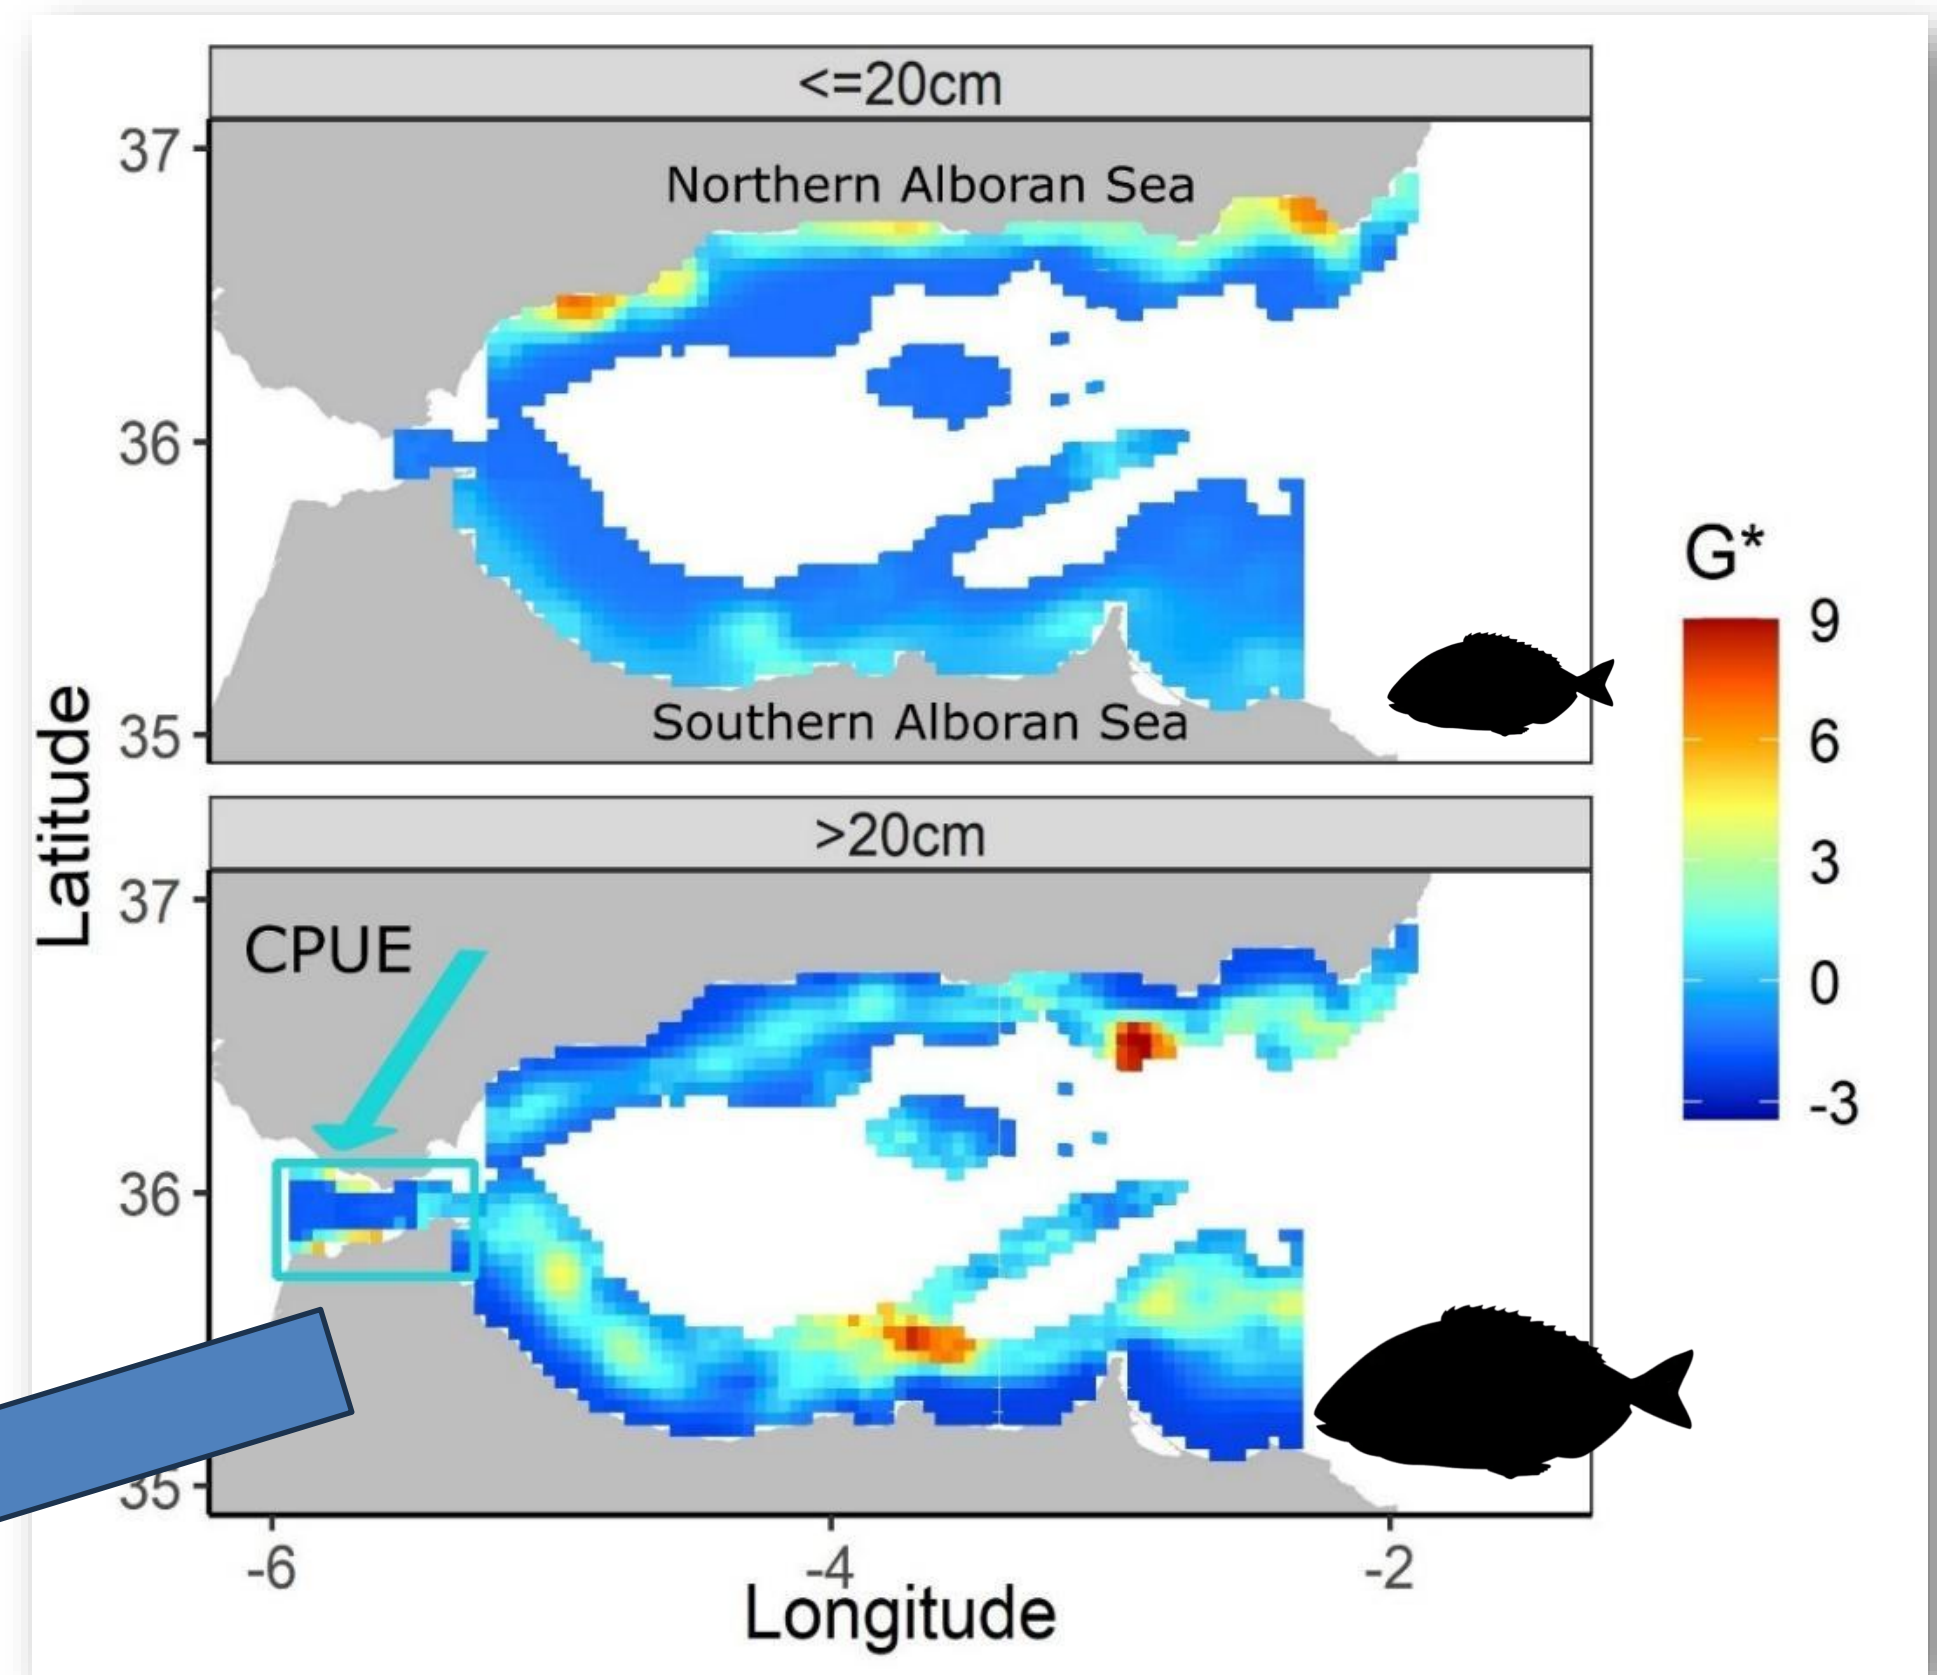 <=20cm
37
Northern Alboran Sea
36
35
Southern Alboran Sea
Latitude
G*
9
6
3
0
-3
>20cm
37
CPUE
36
35
-6
-4
-2
Longitude